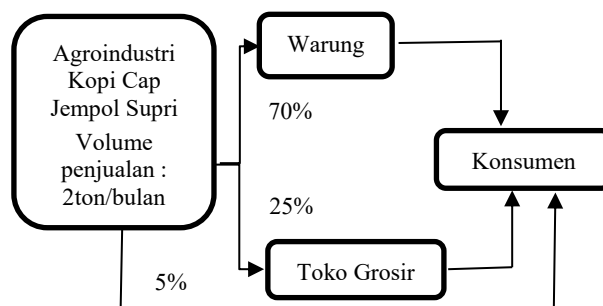 Agroindustri
Kopi Cap
Jempol Supri
Volume
penjualan :
2ton/bulan
Warung
70%
Konsumen
25%
Toko Grosir
5%